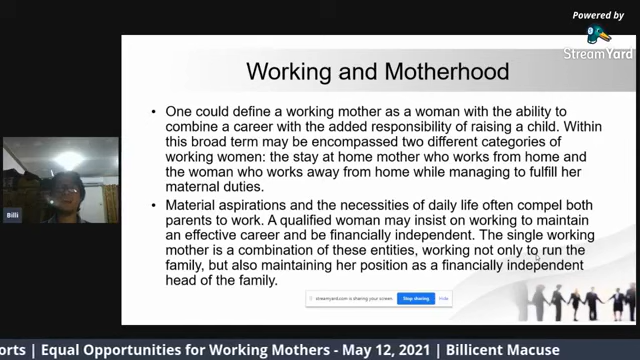 Powered by
StreamYard
Working and Motherhood
• One could define a working mother as a woman with the ability to
combine a career with the added responsibility of raising a child. Within
this broad term may be encompassed two different categories of
working women: the stay at home mother who works from home and
the woman who works away from home while managing to fulfill her
maternal duties.
• Material aspirations and the necessities of daily life often compel both
parents to work. A qualified woman may insist on working to maintain
an effective career and be financially independent. The single working
mother is a combination of these entities, working not only to run the
family, but also maintaining her position as a financially independent
head of the family.
Billi
streamyard.com is sharing your screen. Stop sharing Hide
orts | Equal Opportunities for Working Mothers - May 12, 2021 | Billicent Macuse